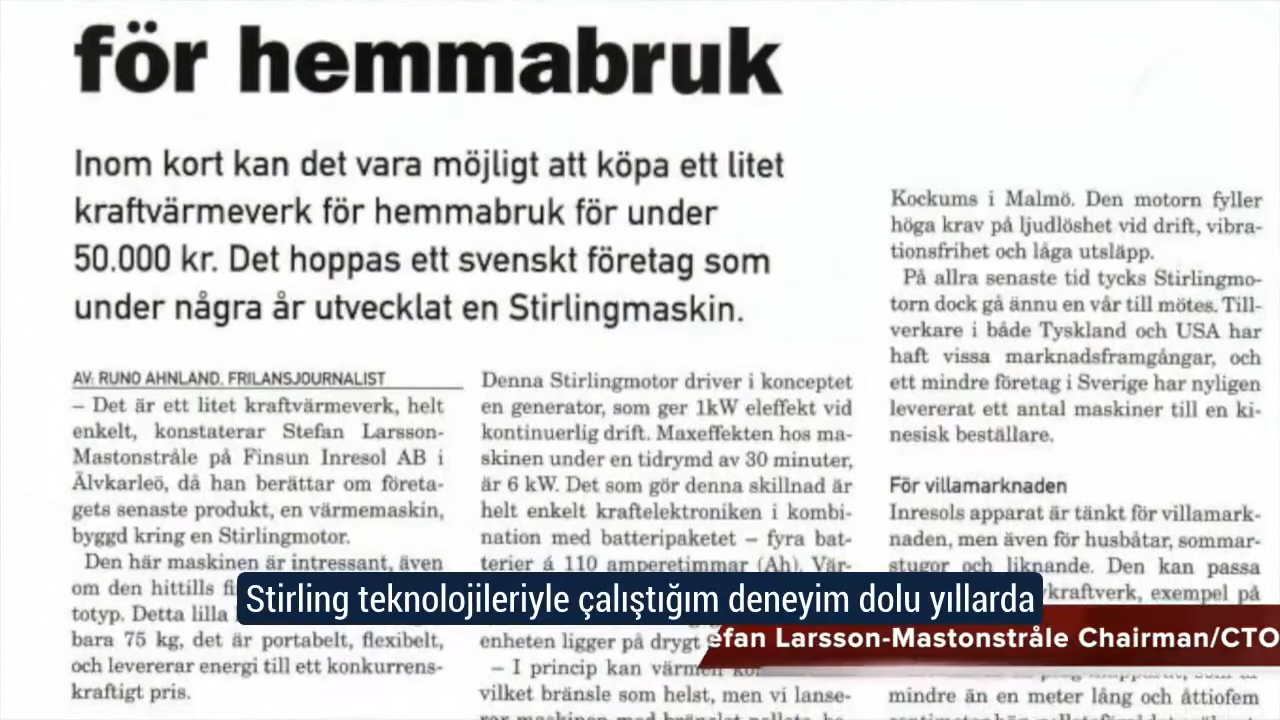 för hemmabruk
Inom kort kan det vara möjligt att köpa ett litet
kraftvärmeverk för hemmabruk för under
50.000 kr. Det hoppas ett svenskt företag som
under några år utvecklat en Stirlingmaskin.
AV: RUNO AHNLAND. FRILANSJOURNALIST
– Det är ett litet kraftvärmeverk, helt
enkelt, konstaterar Stefan Larsson-
Mastonstråle på Finsun Inresol AB i
Älvkarleö, då han berättar om företa-
gets senaste produkt, en värmemaskin,
byggd kring en Stirlingmotor.
Den här maskinen är intressant, även
om den hittills
totyp. Detta lilla
bara 75 kg, det är portabelt, flexibelt,
och levererar energi till ett konkurrens-
kraftigt pris.
Denna Stirlingmotor driver i konceptet
en generator, som ger 1kW eleffekt vid
kontinuerlig drift. Maxeffekten hos ma-
skinen under en tidrymd av 30 minuter,
är 6 kW. Det som gör denna skillnad är
helt enkelt kraftelektroniken i kombi-
nation med batteripaketet – fyra bat-
terier á 110 amperetimmar (Ah). Vär-
enheten ligger på drygt
– I princip kan
vilket bränsle som helst, men vi lanse-
Kockums i Malmö. Den motorn fyller
höga krav på ljudlöshet vid drift, vibra-
tionsfrihet och låga utsläpp.
På allra senaste tid tycks Stirlingmo-
torn dock gå ännu en vår till mötes. Till-
verkare i både Tyskland och USA har
haft vissa marknadsframgångar, och
ett mindre företag i Sverige har nyligen
levererat ett antal maskiner till en ki-
nesisk beställare.
För villamarknaden
Inresols apparat är tänkt för villamark-
naden, men även för husbåtar, sommar-
stugor och liknande. Den kan passa
kraftverk, exempel på
mindre än en meter lång och åttiofem
Stirling teknolojileriyle çalıştığım deneyim dolu yıllarda
efan Larsson-Mastonstråle Chairman/CTO